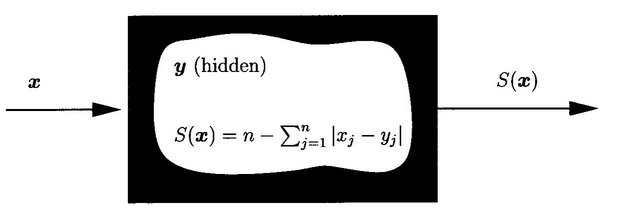 x
y (hidden)
S(x) = n − ∑_{j=1}^{n} |x_j − y_j|
S(x)